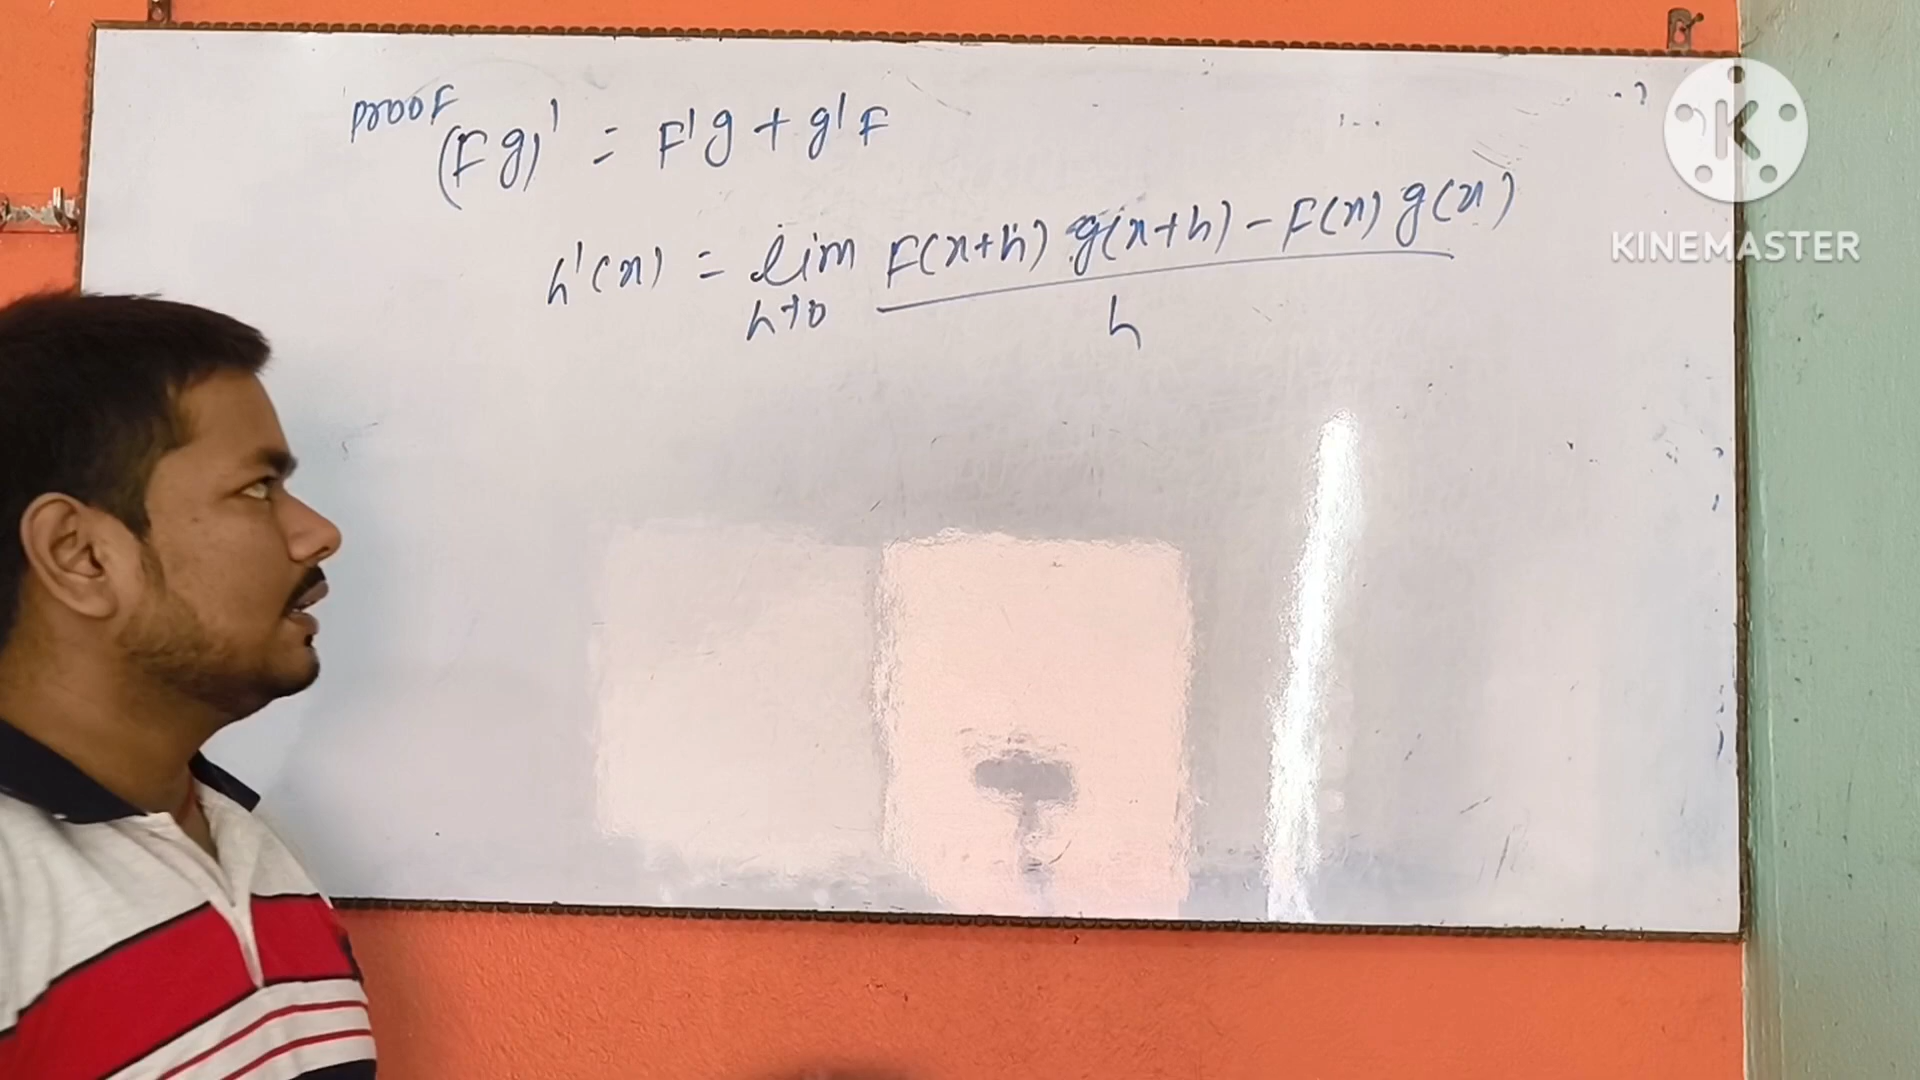 Proof
(Fg)' = F'g + g'F
h'(x) = lim F(x+h) g(x+h) - F(x) g(x)
h→0 h
K
KINEMASTER